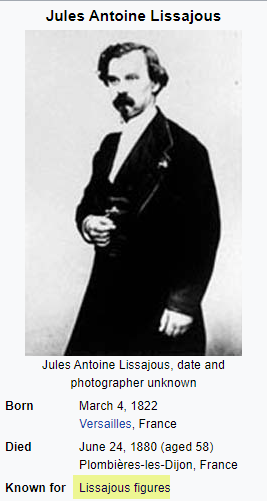 Jules Antoine Lissajous
Jules Antoine Lissajous, date and
photographer unknown
Born March 4, 1822
Versailles, France
Died June 24, 1880 (aged 58)
Plombières-les-Dijon, France
Known for Lissajous figures